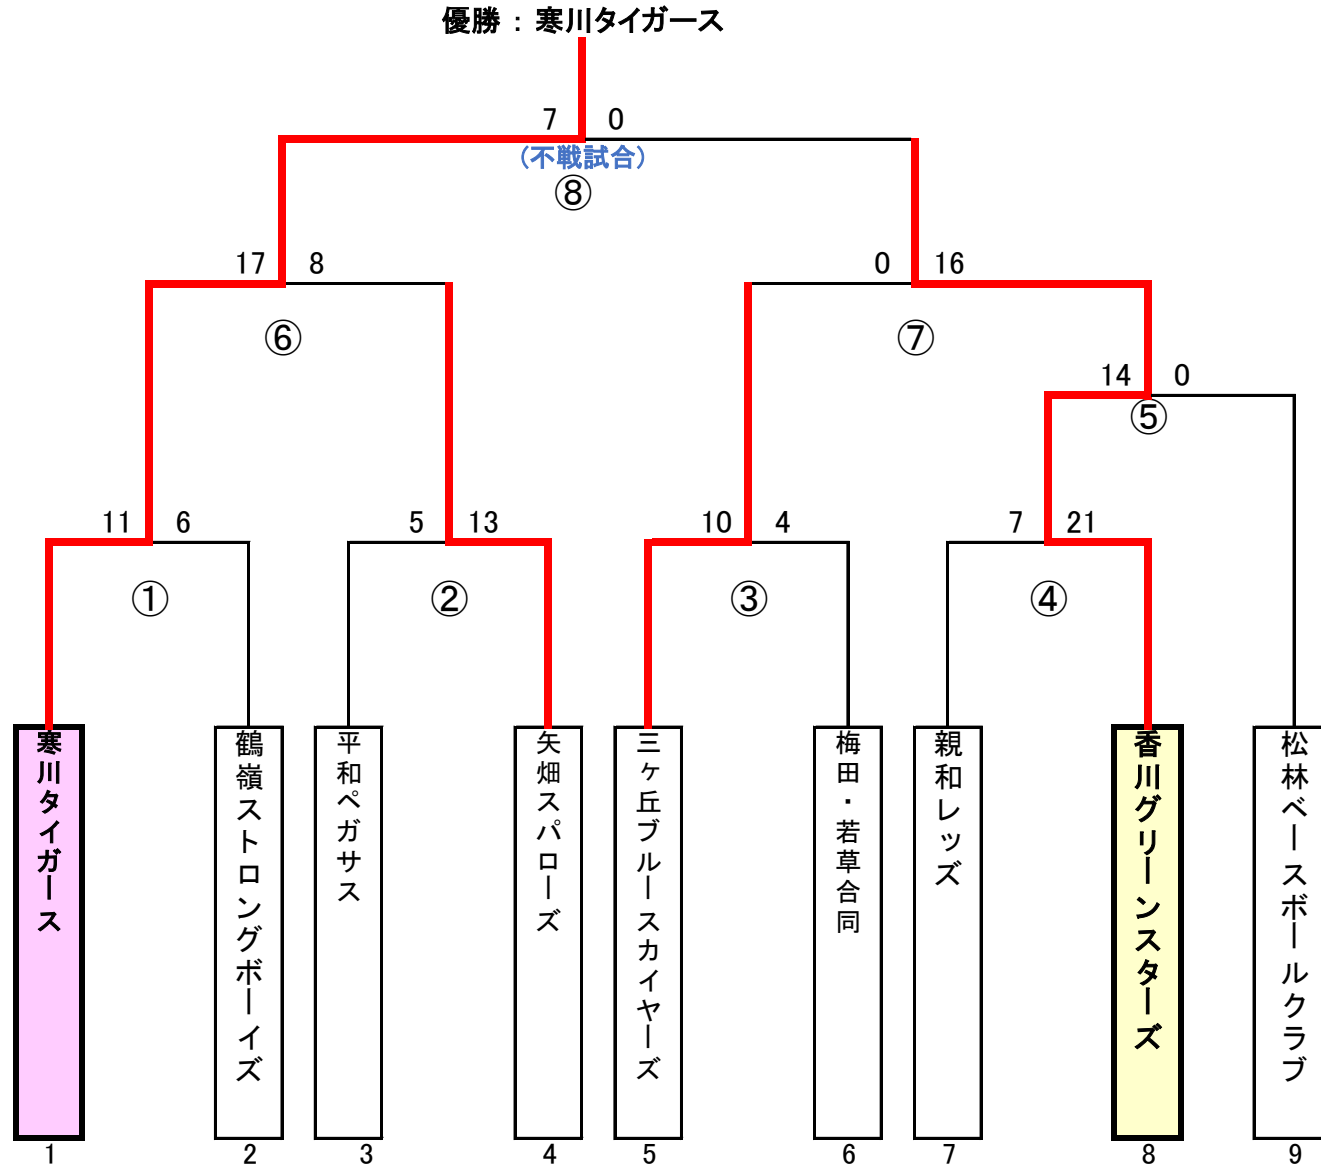 優勝 : 寒川タイガース
7 0
(不戦試合)
⑧
17 8
0 16
⑥
⑦
14 0
⑤
11 6
5 13
10 4
7 21
①
②
③
④
寒川タイガース
鶴嶺ストロングボーイズ
平和ペガサス
矢畑スパローズ
三ヶ丘ブルースカイヤーズ
梅田・若草合同
親和レッズ
香川グリーンスターズ
松林ベースボールクラブ
1 2 3 4 5 6 7 8 9